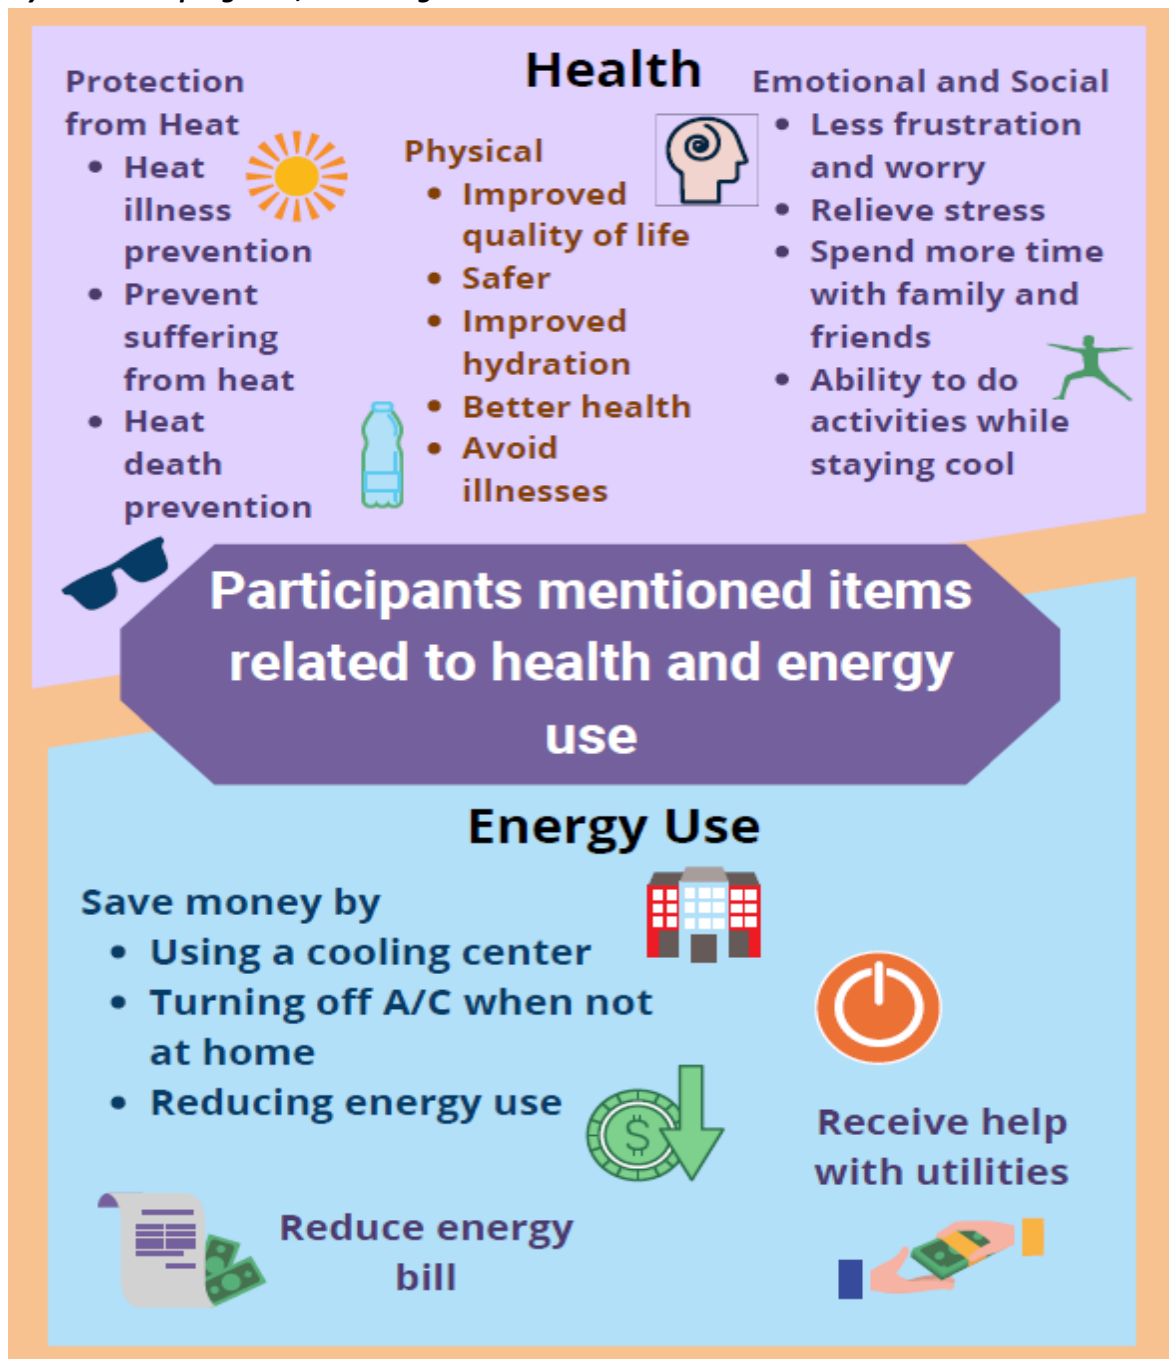 Health
Protection
from Heat
• Heat
illness
prevention
• Prevent
suffering
from heat
• Heat
death
prevention
Physical
• Improved
quality of life
• Safer
• Improved
hydration
• Better health
• Avoid
illnesses
Emotional and Social
• Less frustration
and worry
• Relieve stress
• Spend more time
with family and
friends
• Ability to do
activities while
staying cool
Participants mentioned items
related to health and energy
use
Energy Use
Save money by
• Using a cooling center
• Turning off A/C when not
at home
• Reducing energy use
$
Receive help
with utilities
Reduce energy
bill